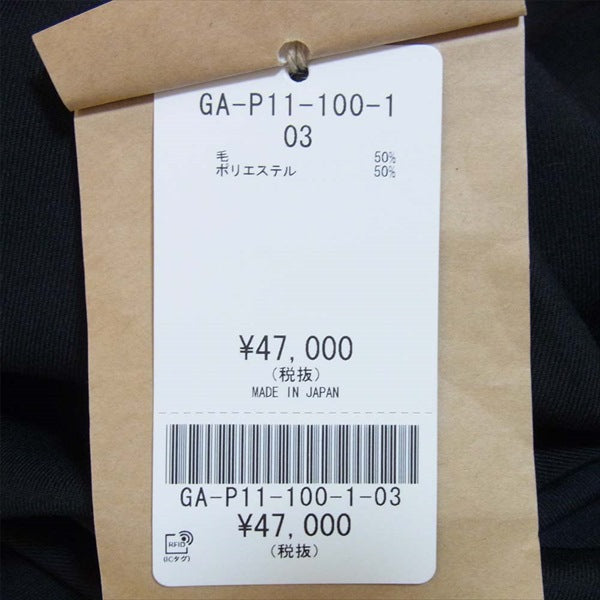 GA-P11-100-1
03
毛 50%
ポリエステル 50%
¥47,000
(税抜)
MADE IN JAPAN
GA-P11-100-1-03
¥47,000
(税抜)
RFID
(ICタグ)